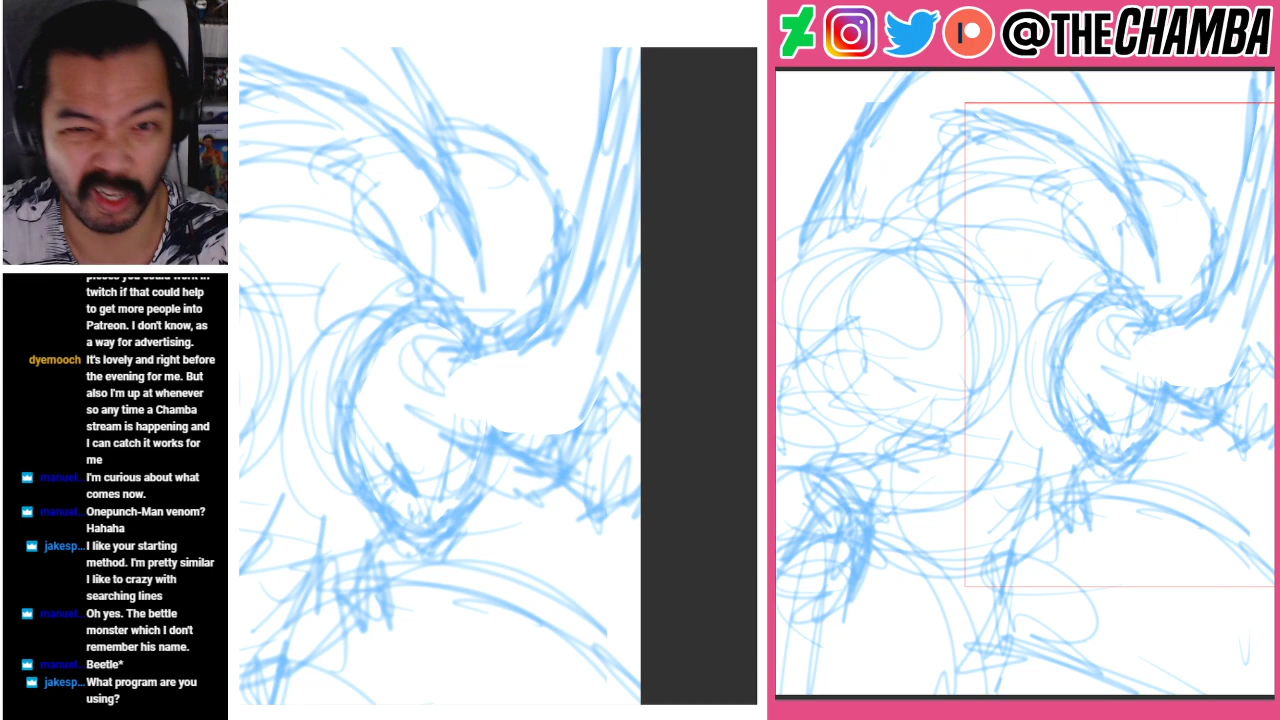 @THECHAMBA
pieces you could work in
twitch if that could help
to get more people into
Patreon. I don't know, as
a way for advertising.
dyemooch It's lovely and right before
the evening for me. But
also I'm up at whenever
so any time a Chamba
stream is happening and
I can catch it works for
me
manuel... I'm curious about what
comes now.
manuel... Onepunch-Man venom?
Hahaha
jakesp... I like your starting
method. I'm pretty similar
I like to crazy with
searching lines
manuel... Oh yes. The bettle
monster which I don't
remember his name.
manuel... Beetle*
jakesp... What program are you
using?